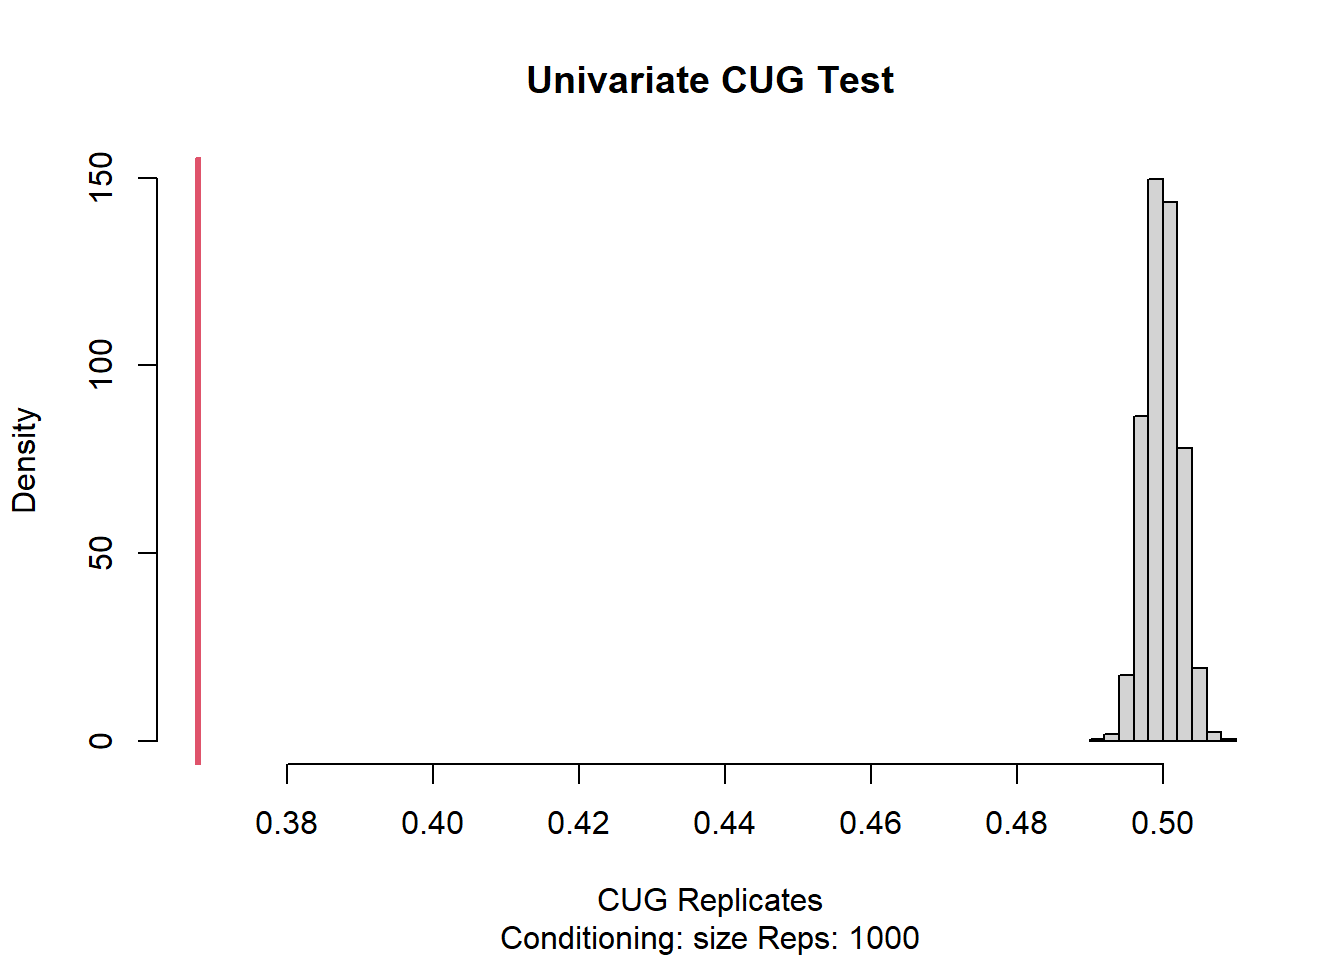 Univariate CUG Test
Density
150
100
50
0
0.38 0.40 0.42 0.44 0.46 0.48 0.50
CUG Replicates
Conditioning: size Reps: 1000